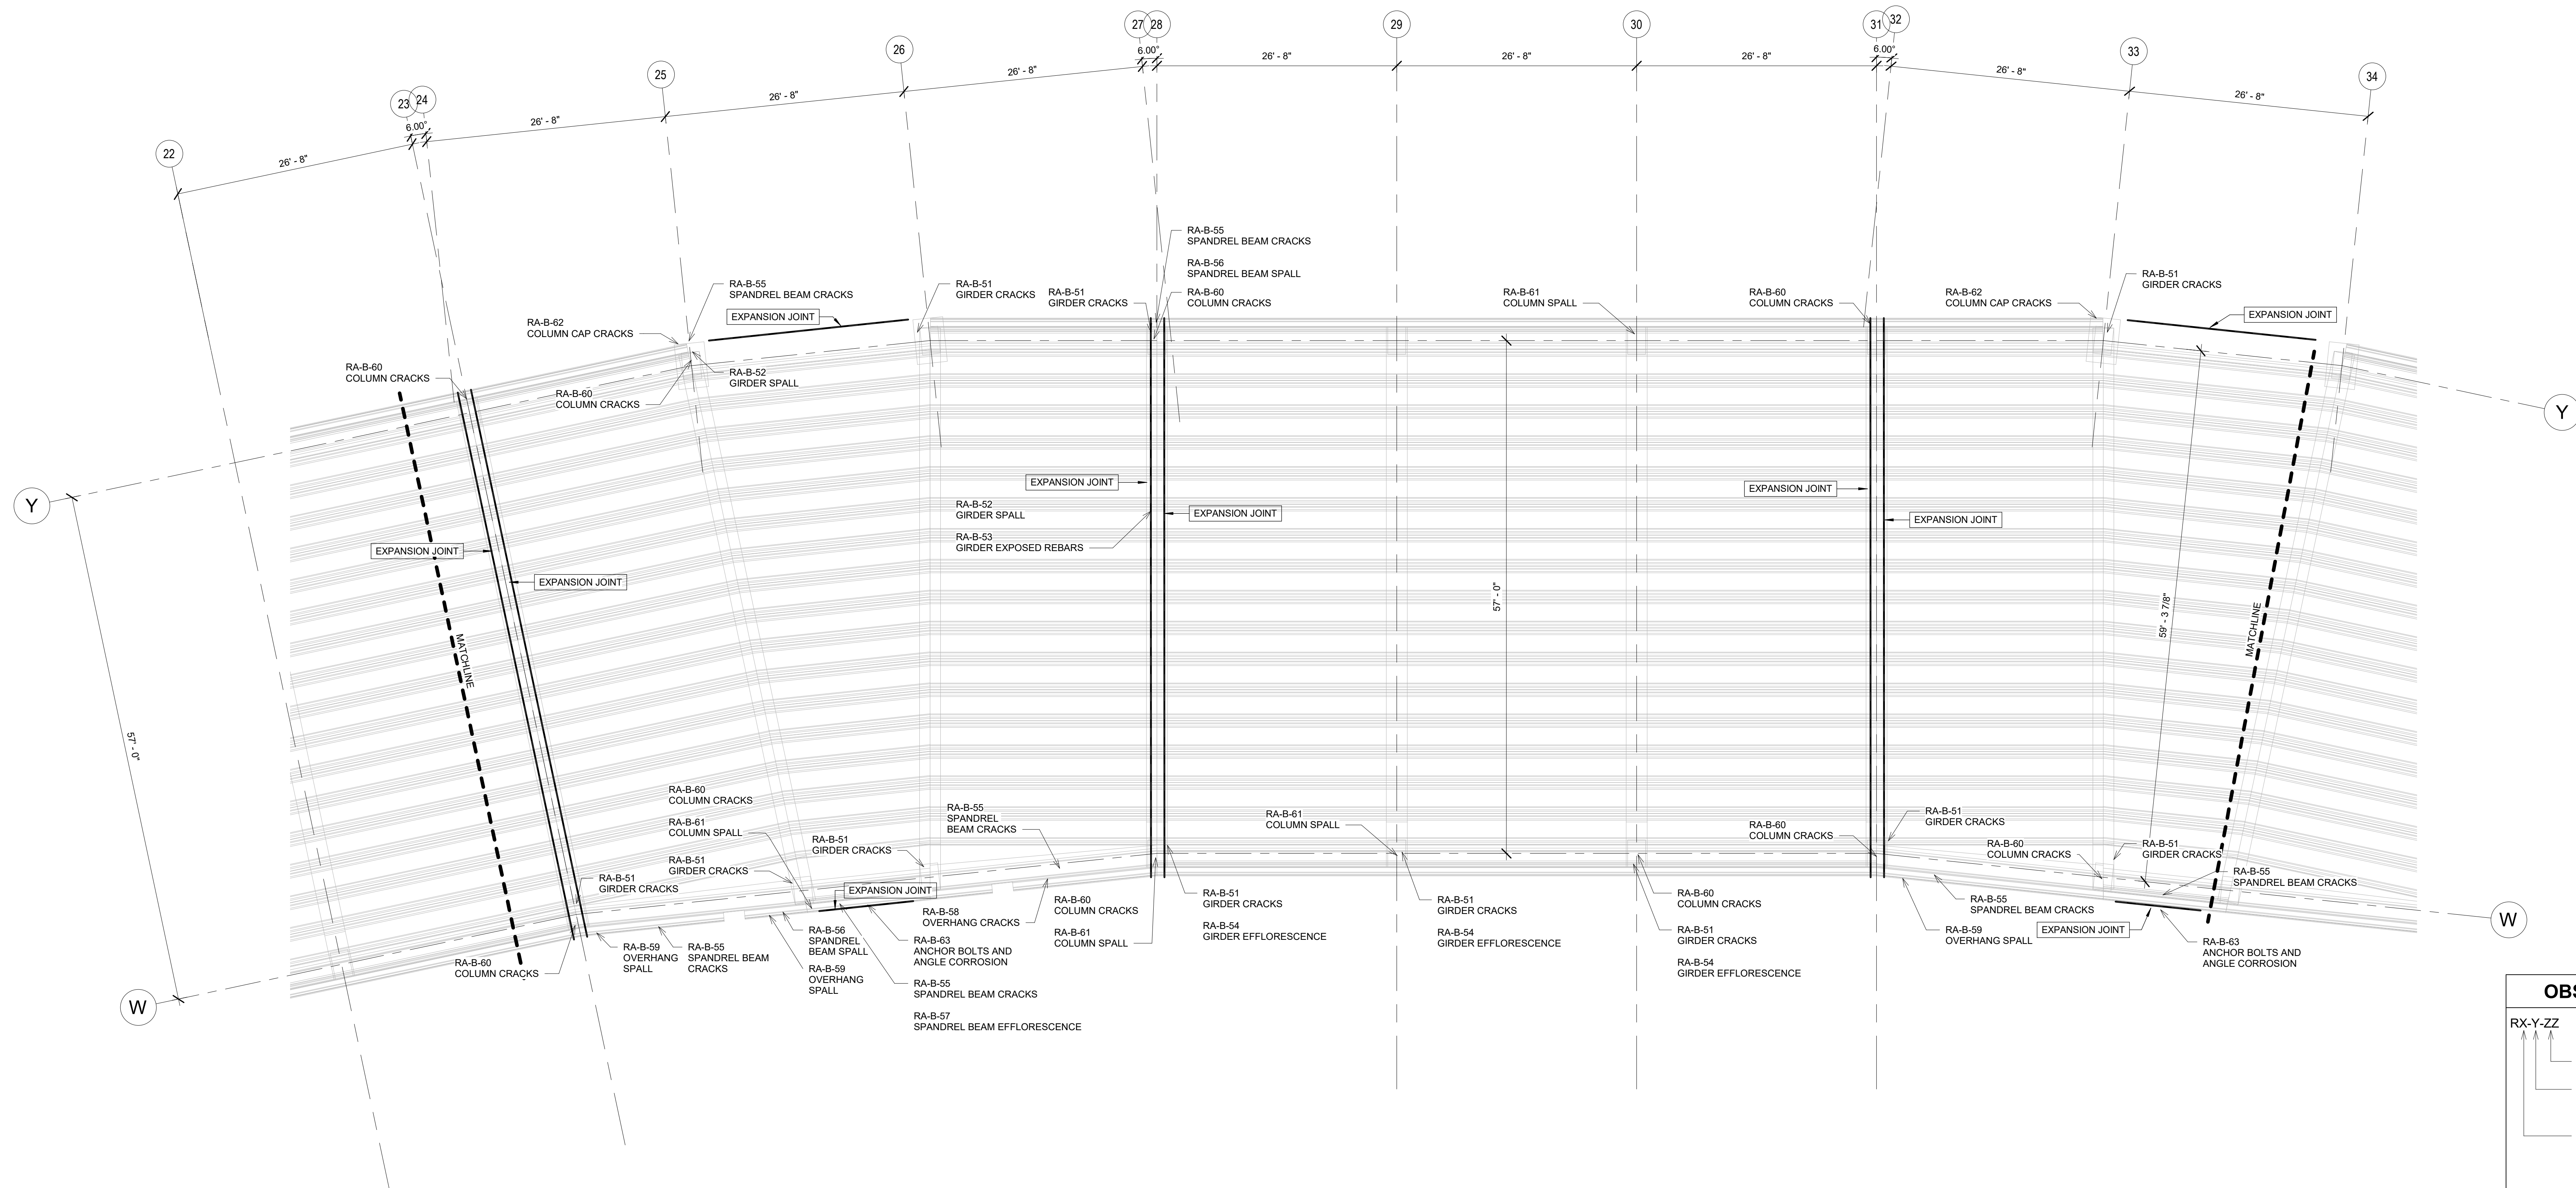 27
28
29
30
31
32
26
33
25
34
23
24
22
6.00°
26' - 8"
26' - 8"
26' - 8"
6.00°
26' - 8"
26' - 8"
26' - 8"
26' - 8"
26' - 8"
6.00°
26' - 8"
RA-B-55
SPANDREL BEAM CRACKS
RA-B-56
SPANDREL BEAM SPALL
RA-B-60
COLUMN CRACKS
RA-B-55
SPANDREL BEAM CRACKS
EXPANSION JOINT
RA-B-51
GIRDER CRACKS
RA-B-51
GIRDER CRACKS
RA-B-61
COLUMN SPALL
RA-B-60
COLUMN CRACKS
RA-B-62
COLUMN CAP CRACKS
RA-B-51
GIRDER CRACKS
EXPANSION JOINT
RA-B-62
COLUMN CAP CRACKS
RA-B-60
COLUMN CRACKS
RA-B-52
GIRDER SPALL
RA-B-60
COLUMN CRACKS
Y
Y
EXPANSION JOINT
EXPANSION JOINT
RA-B-52
GIRDER SPALL
EXPANSION JOINT
EXPANSION JOINT
RA-B-53
GIRDER EXPOSED REBARS
EXPANSION JOINT
EXPANSION JOINT
57' - 0"
59' - 3 7/8"
MATCHLINE
MATCHLINE
57' - 0"
RA-B-60
COLUMN CRACKS
RA-B-61
COLUMN SPALL
RA-B-51
GIRDER CRACKS
RA-B-55
SPANDREL
BEAM CRACKS
RA-B-61
COLUMN SPALL
RA-B-60
COLUMN CRACKS
RA-B-51
GIRDER CRACKS
RA-B-51
GIRDER CRACKS
RA-B-60
COLUMN CRACKS
RA-B-51
GIRDER CRACKS
RA-B-51
GIRDER CRACKS
EXPANSION JOINT
RA-B-55
SPANDREL BEAM CRACKS
RA-B-58
OVERHANG CRACKS
RA-B-60
COLUMN CRACKS
RA-B-61
COLUMN SPALL
RA-B-51
GIRDER CRACKS
RA-B-54
GIRDER EFFLORESCENCE
RA-B-51
GIRDER CRACKS
RA-B-54
GIRDER EFFLORESCENCE
RA-B-60
COLUMN CRACKS
RA-B-51
GIRDER CRACKS
RA-B-54
GIRDER EFFLORESCENCE
RA-B-55
SPANDREL BEAM CRACKS
RA-B-59
OVERHANG SPALL
EXPANSION JOINT
RA-B-63
ANCHOR BOLTS AND
ANGLE CORROSION
W
RA-B-60
COLUMN CRACKS
RA-B-59
OVERHANG
SPALL
RA-B-55
SPANDREL BEAM
CRACKS
RA-B-56
SPANDREL
BEAM SPALL
RA-B-59
OVERHANG
SPALL
RA-B-63
ANCHOR BOLTS AND
ANGLE CORROSION
RA-B-55
SPANDREL BEAM CRACKS
RA-B-57
SPANDREL BEAM EFFLORESCENCE
W
OBS
RX-Y-ZZ